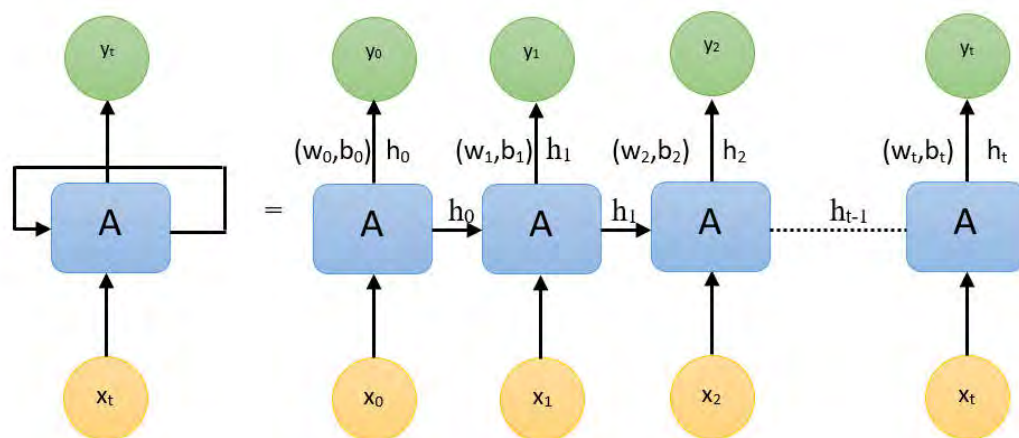 yt y0 y1 y2 yt
(w0,b0) h0 (w1,b1) h1 (w2,b2) h2 (wt,bt) ht
A = A h0 A h1 A ht-1 A
xt x0 x1 x2 xt